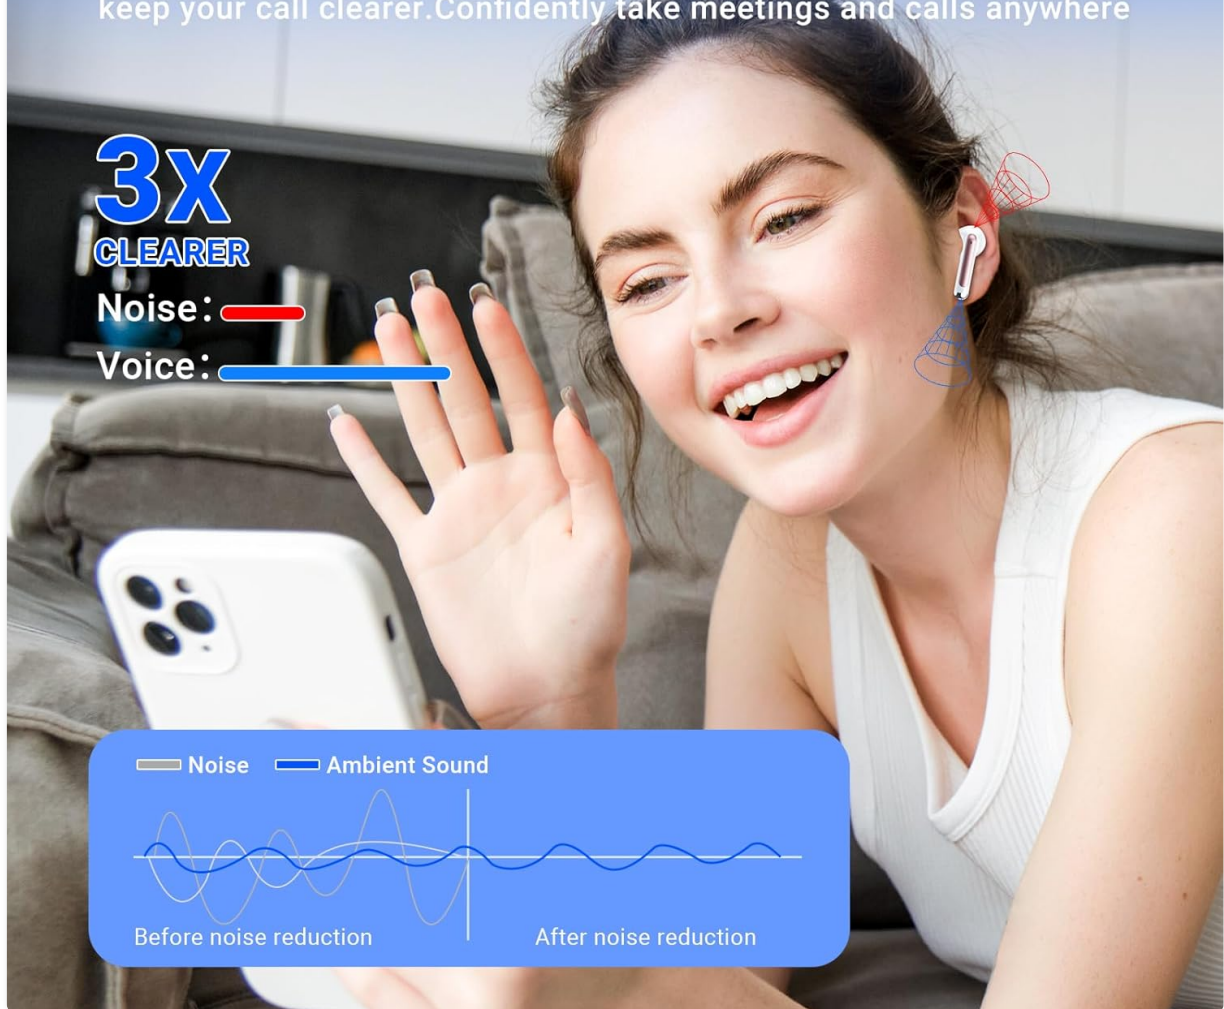 keep your call clearer.Confidently take meetings and calls anywhere
3X
CLEARER
Noise:
Voice:
Noise
Ambient Sound
Before noise reduction
After noise reduction